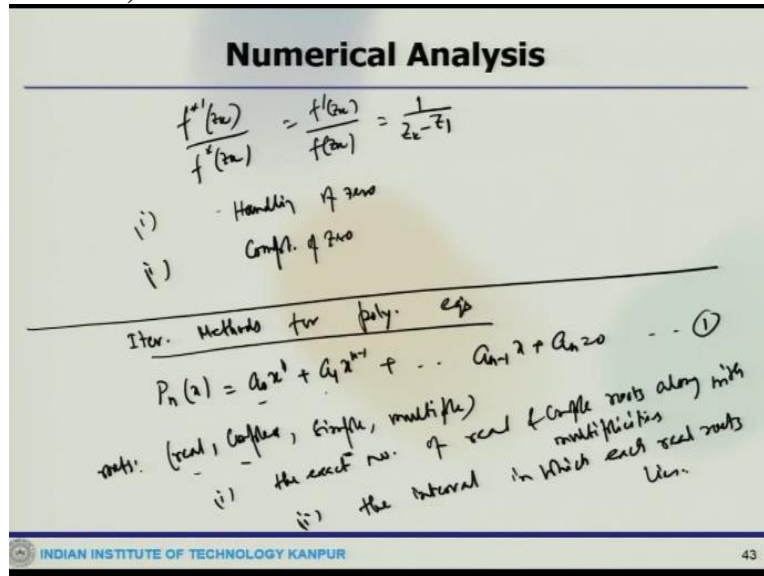 Numerical Analysis
f*'(zₖ) / f*(zₖ) = f'(zₖ) / f(zₖ) = 1 / (zₖ - z₁)
i) - Handling of zero
ii) Compt. of zero
Iter. Methods for poly. eqs
Pₙ(x) = a₀xⁿ + a₁xⁿ⁻¹ + .. aₙ₋₁x + aₙ = 0 -- ①
roots: (real, complex, simple, multiple)
i) the exact no. of real & comple roots along with
multiplicities
ii) the interval in which each real roots
lies.
INDIAN INSTITUTE OF TECHNOLOGY KANPUR
43